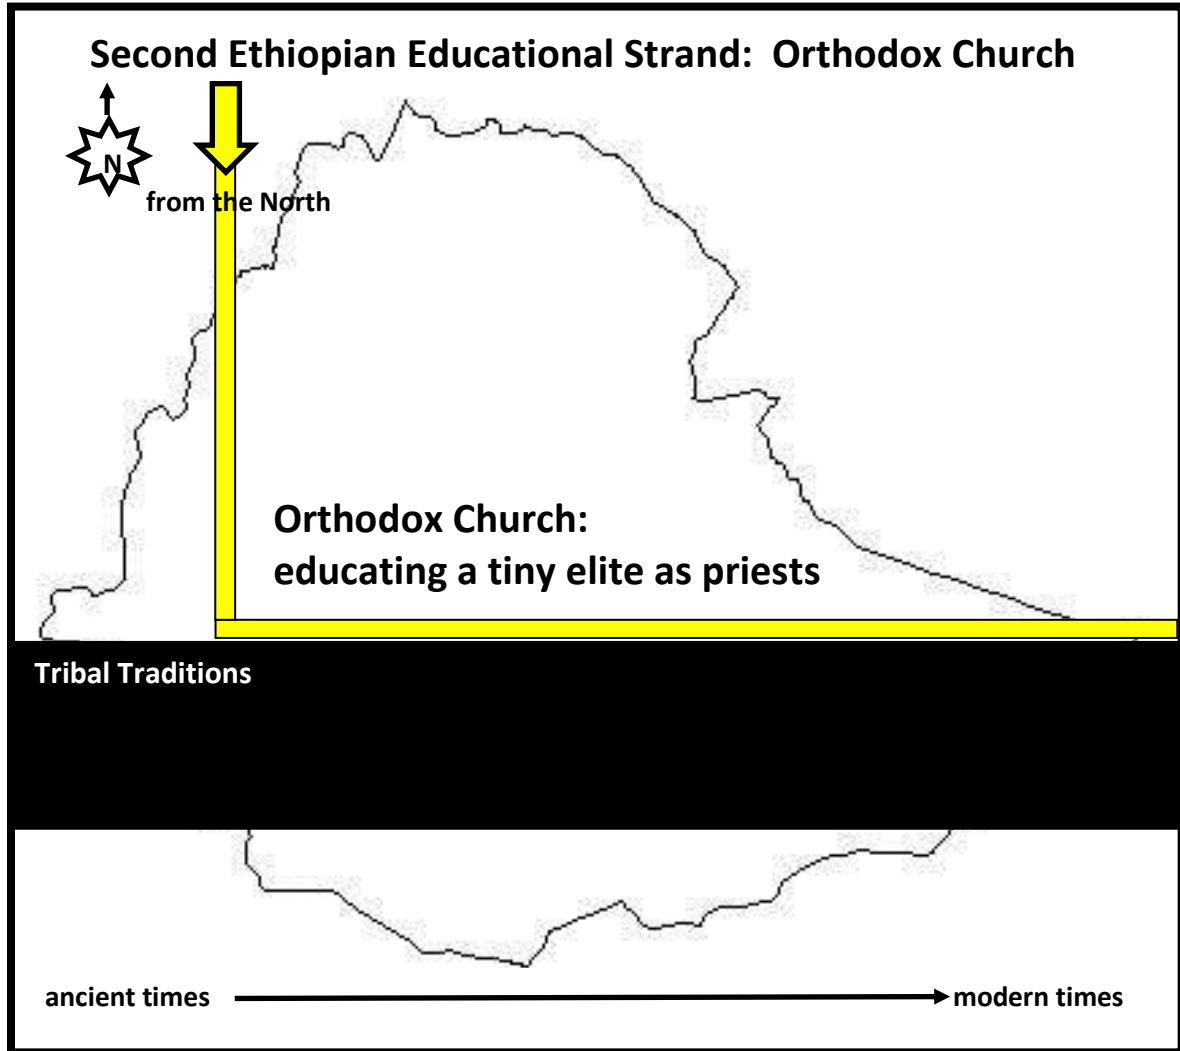 Second Ethiopian Educational Strand:  Orthodox Church
N
from the North
Orthodox Church:
educating a tiny elite as priests
Tribal Traditions
ancient times
modern times